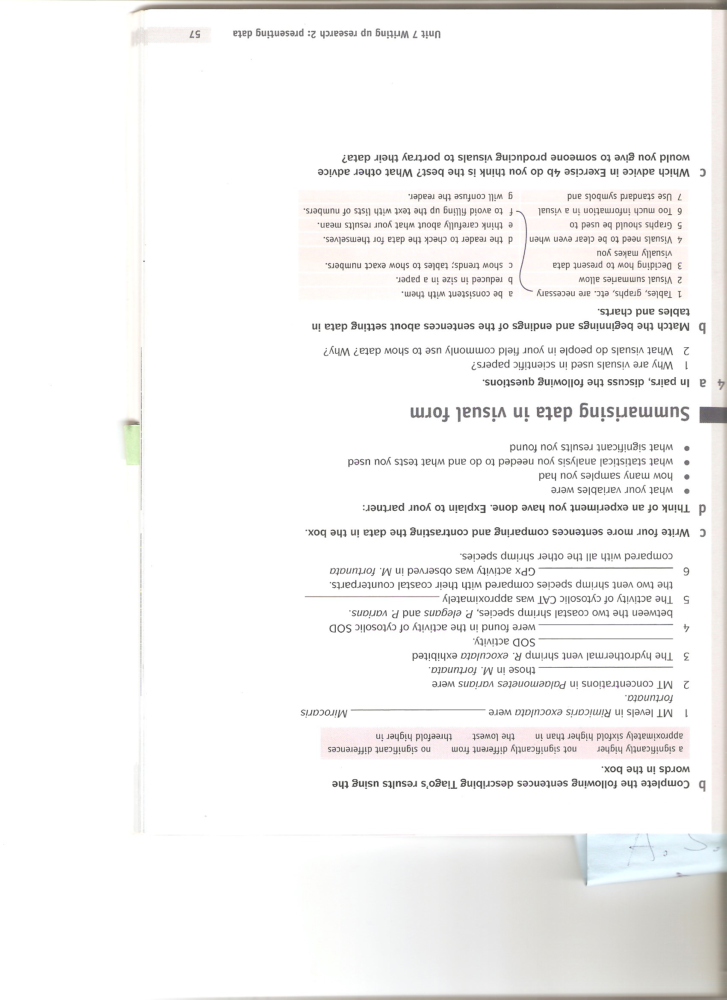 b Complete the following sentences describing Tiago's results using the
words in the box.
a significantly higher not significantly different from no significant differences
approximately sixfold higher than in the lowest threefold higher in
1 MT levels in Rimicaris exoculata were ____________ Mirocaris
fortunata.
2 MT concentrations in Palaemonetes varians were
____________ those in M. fortunata.
3 The hydrothermal vent shrimp R. exoculata exhibited
____________ SOD activity.
4 ____________ were found in the activity of cytosolic SOD
between the two coastal shrimp species, P. elegans and P. varians.
5 The activity of cytosolic CAT was approximately ____________
the two vent shrimp species compared with their coastal counterparts.
6 ____________ GPx activity was observed in M. fortunata
compared with all the other shrimp species.
c Write four more sentences comparing and contrasting the data in the box.
d Think of an experiment you have done. Explain to your partner:
• what your variables were
• how many samples you had
• what statistical analysis you needed to do and what tests you used
• what significant results you found
Summarising data in visual form
4 a In pairs, discuss the following questions.
1 Why are visuals used in scientific papers?
2 What visuals do people in your field commonly use to show data? Why?
b Match the beginnings and endings of the sentences about setting data in
tables and charts.
1 Tables, graphs, etc. are necessary a be consistent with them.
2 Visual summaries allow b reduced in size in a paper.
3 Deciding how to present data c show trends; tables to show exact numbers.
visually makes you
4 Visuals need to be clear even when d the reader to check the data for themselves.
5 Graphs should be used to e think carefully about what your results mean.
6 Too much information in a visual f to avoid filling up the text with lists of numbers.
7 Use standard symbols and g will confuse the reader.
c Which advice in Exercise 4b do you think is the best? What other advice
would you give to someone producing visuals to portray their data?
Unit 7 Writing up research 2: presenting data 57